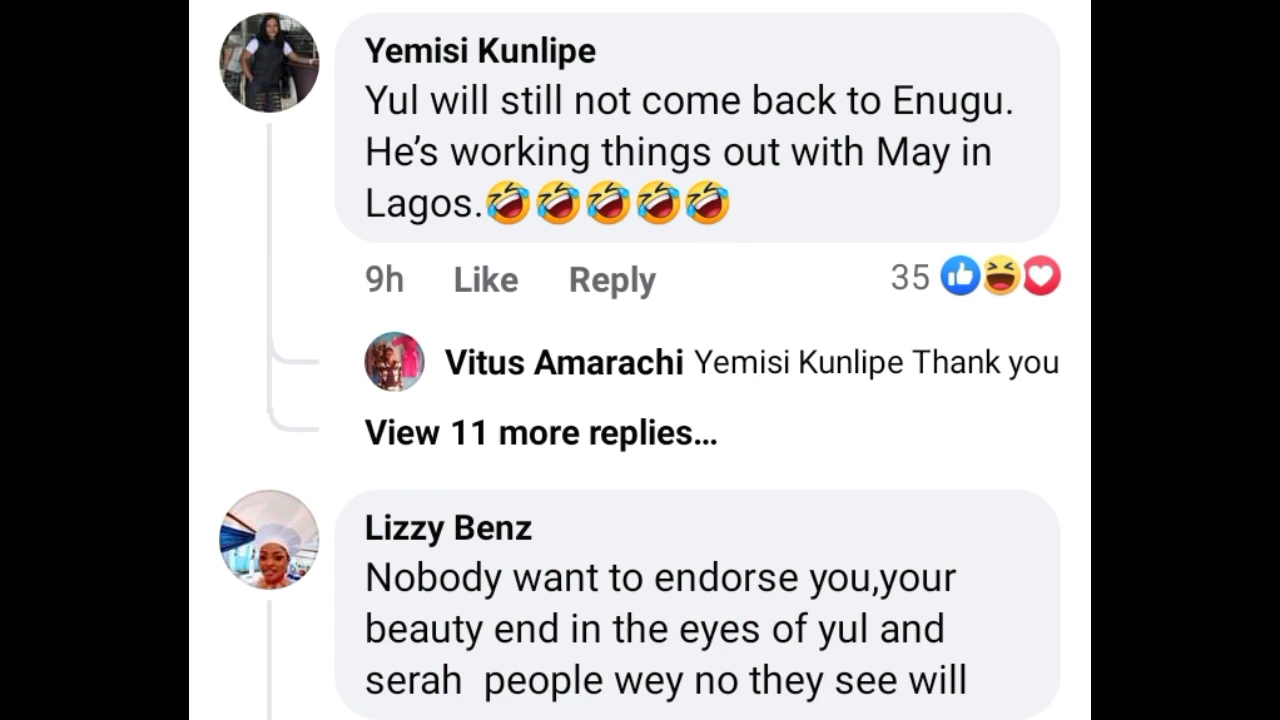 Yemisi Kunlipe
Yul will still not come back to Enugu.
He's working things out with May in
Lagos.🤣🤣🤣🤣🤣
9h Like Reply 35
Vitus Amarachi Yemisi Kunlipe Thank you
View 11 more replies...
Lizzy Benz
Nobody want to endorse you,your
beauty end in the eyes of yul and
serah people wey no they see will